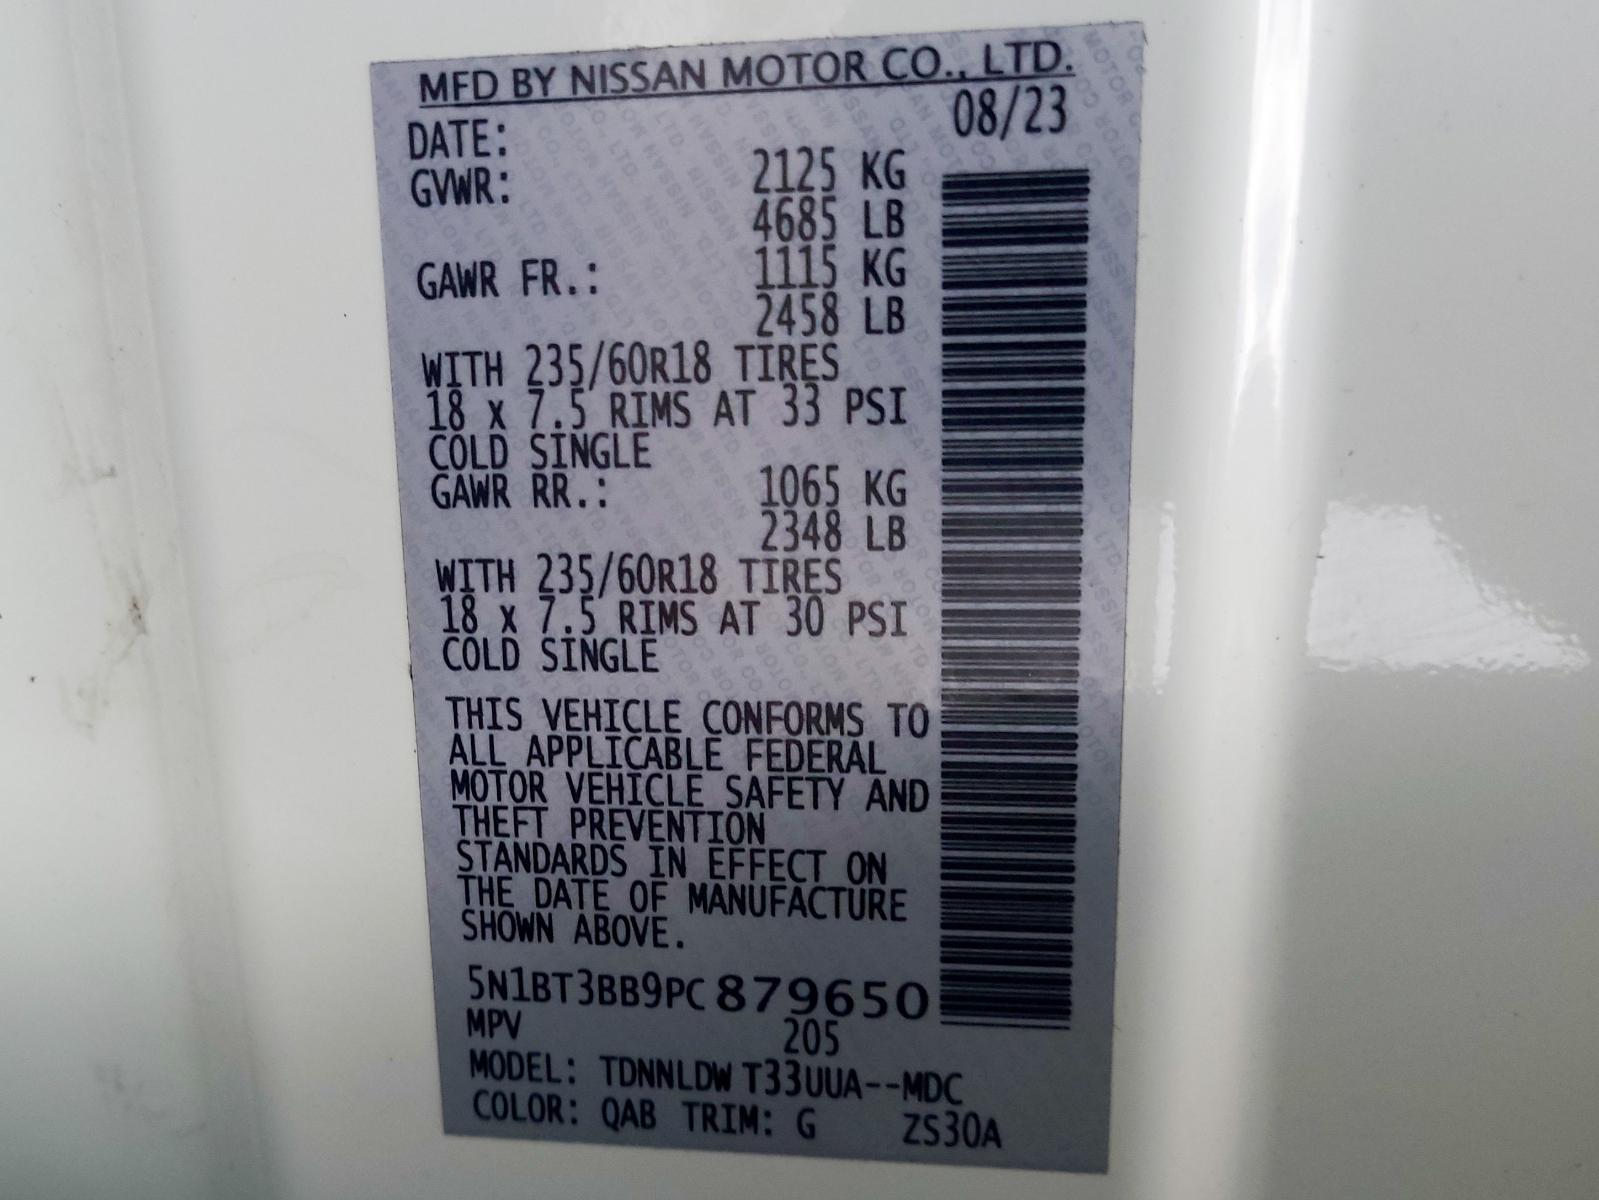 MFD BY NISSAN MOTOR CO., LTD.
DATE: 08/23
GVWR: 2125 KG
4685 LB
GAWR FR.: 1115 KG
2458 LB
WITH 235/60R18 TIRES
18 x 7.5 RIMS AT 33 PSI
COLD SINGLE
GAWR RR.: 1065 KG
2348 LB
WITH 235/60R18 TIRES
18 x 7.5 RIMS AT 30 PSI
COLD SINGLE
THIS VEHICLE CONFORMS TO
ALL APPLICABLE FEDERAL
MOTOR VEHICLE SAFETY AND
THEFT PREVENTION
STANDARDS IN EFFECT ON
THE DATE OF MANUFACTURE
SHOWN ABOVE.
5N1BT3BB9PC879650
MPV 205
MODEL: TDNNLDW T33UUA--MDC
COLOR: QAB TRIM: G ZS30A